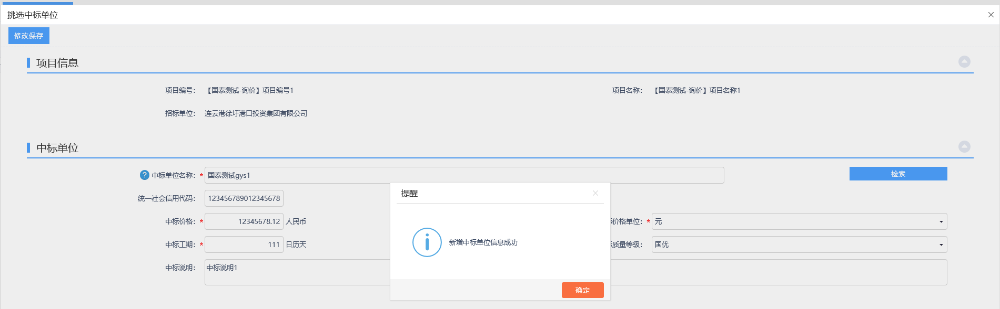 挑选中标单位
修改保存
项目信息
项目编号： 【国泰测试-询价】项目编号1 项目名称： 【国泰测试-询价】项目名称1
招标单位： 连云港徐圩港口投资集团有限公司
中标单位
? 中标单位名称：* 国泰测试gys1 检索
统一社会信用代码： 123456789012345678
提醒
中标价格：* 12345678.12 人民币 价格单位：* 元
中标工期：* 111 日历天 质量等级： 国优
新增中标单位信息成功
中标说明： 中标说明1
确定